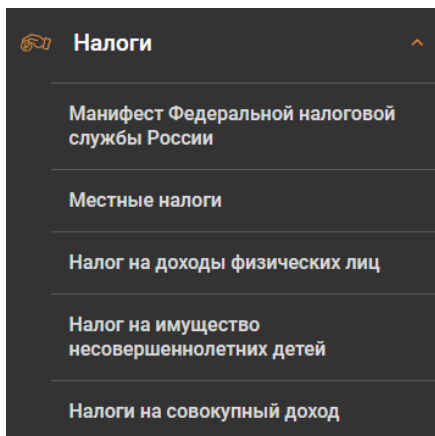 Налоги
Манифест Федеральной налоговой
службы России
Местные налоги
Налог на доходы физических лиц
Налог на имущество
несовершеннолетних детей
Налоги на совокупный доход